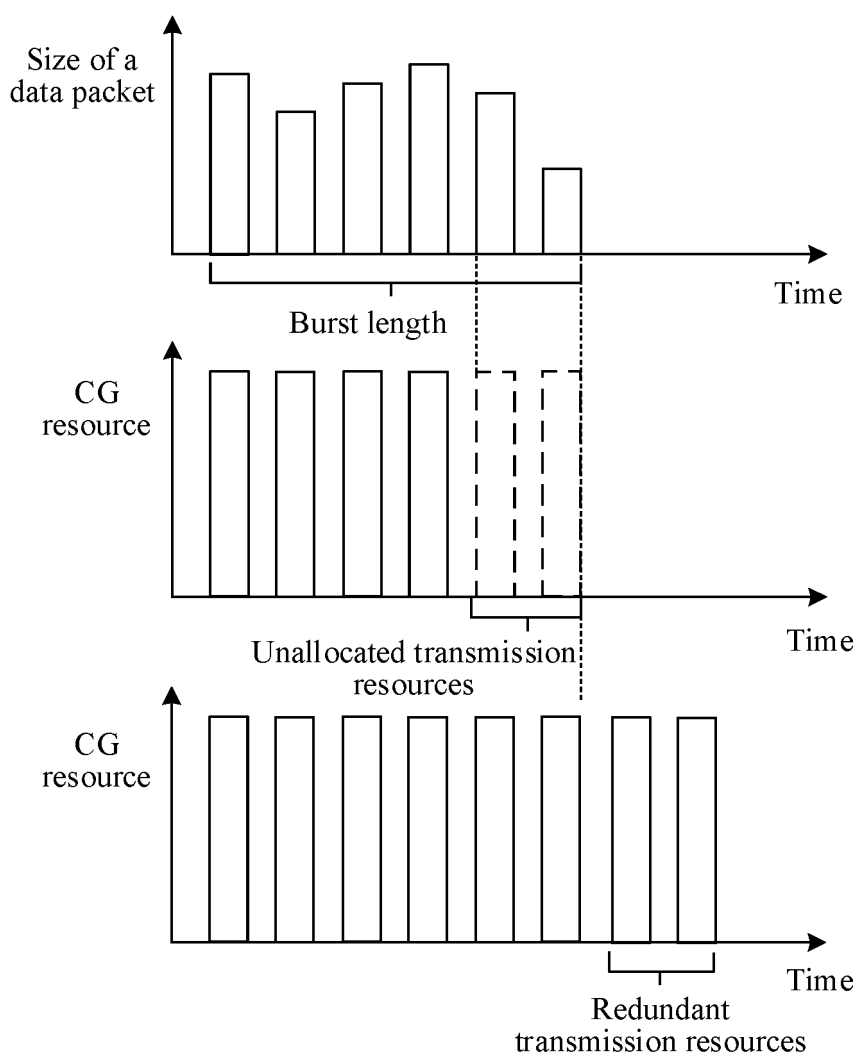 Size of a
data packet
Time
Burst length
CG
resource
Time
Unallocated transmission
resources
CG
resource
Time
Redundant
transmission resources